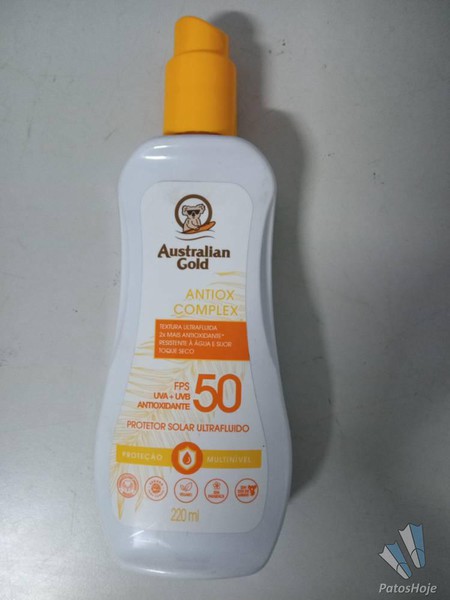 Australian
Gold
ANTIOX
COMPLEX
TEXTURA ULTRAFLUIDA
2x MAIS ANTIOXIDANTE*
RESISTENTE À ÁGUA E SUOR
TOQUE SECO
FPS
UVA + UVB
ANTIOXIDANTE
50
PROTETOR SOLAR ULTRAFLUIDO
PROTEÇÃO MULTINÍVEL
220 ml
PatosHoje